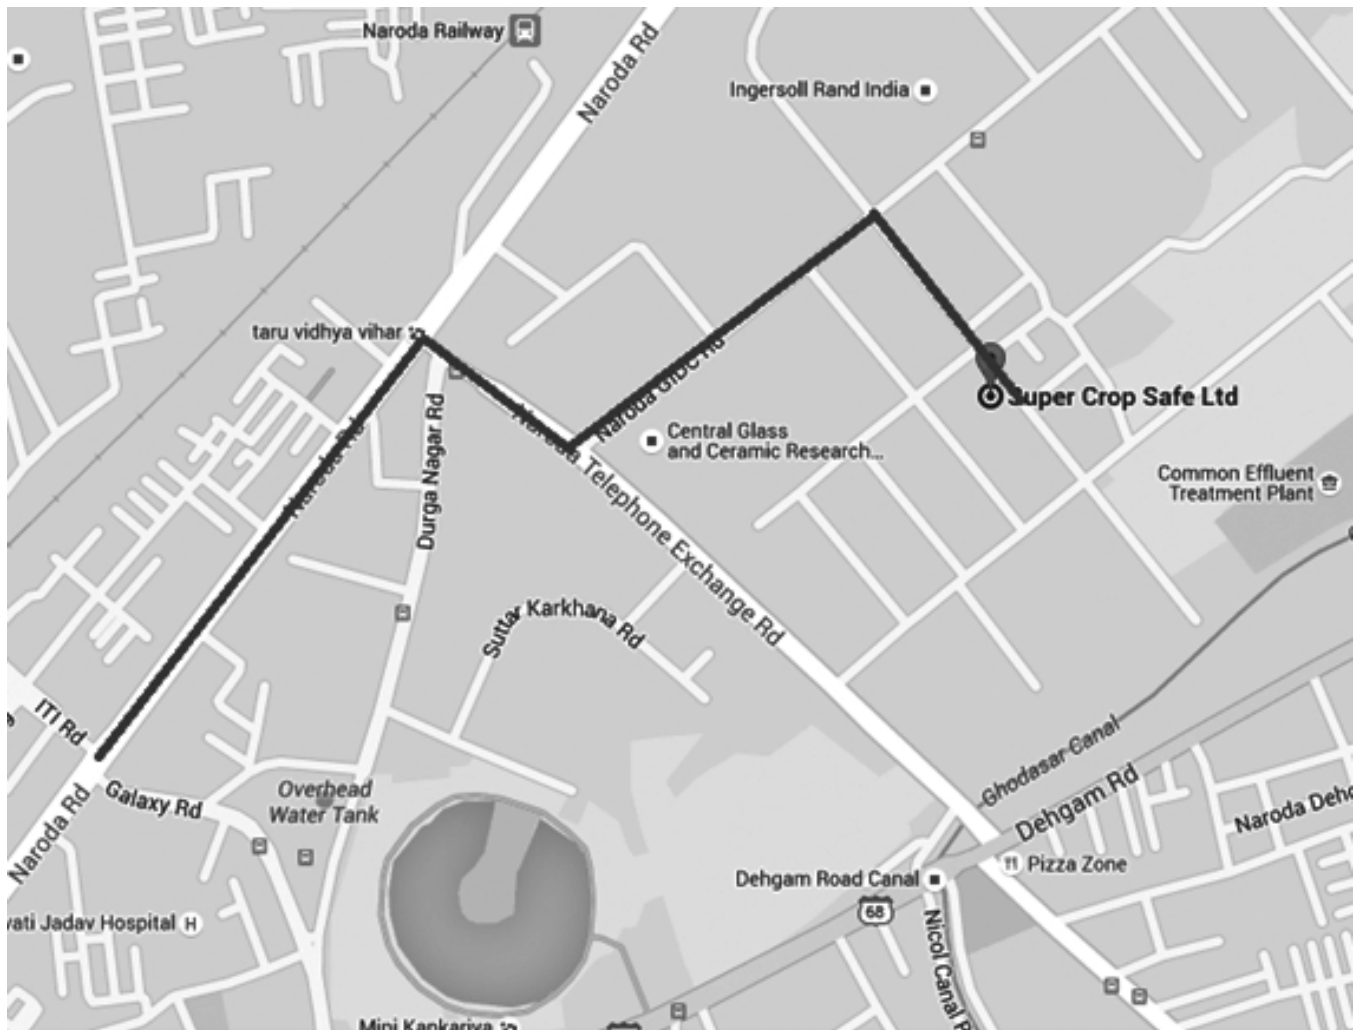 Naroda Railway
Naroda Rd
Ingersoll Rand India
taru vidhya vihar
Naroda GIDC Rd
Super Crop Safe Ltd
Naroda Rd
Durga Nagar Rd
Naroda Telephone Exchange Rd
Central Glass
and Ceramic Research...
Common Effluent
Treatment Plant
Suttar Karkhana Rd
ITI Rd
Ghodasar Canal
Galaxy Rd
Overhead
Water Tank
Dehgam Rd
Naroda Rd
Naroda Dehg
Dehgam Road Canal
Pizza Zone
68
vati Jadav Hospital H
Nicol Canal R
Mini Kankariya